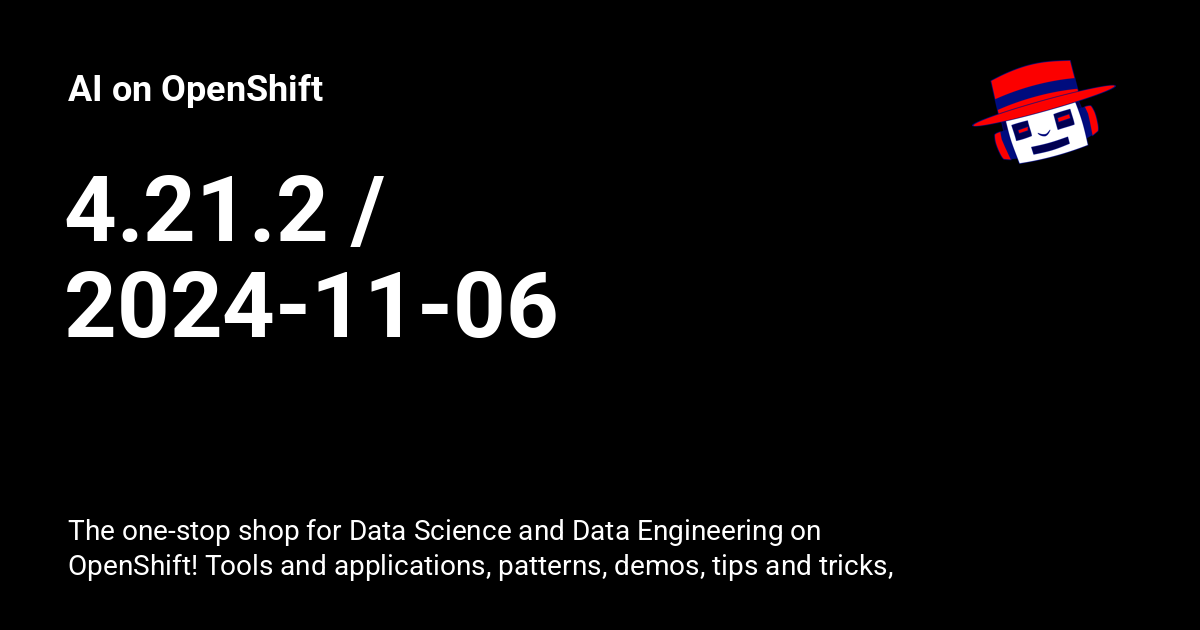 AI on OpenShift
4.21.2 /
2024-11-06
The one-stop shop for Data Science and Data Engineering on
OpenShift! Tools and applications, patterns, demos, tips and tricks,